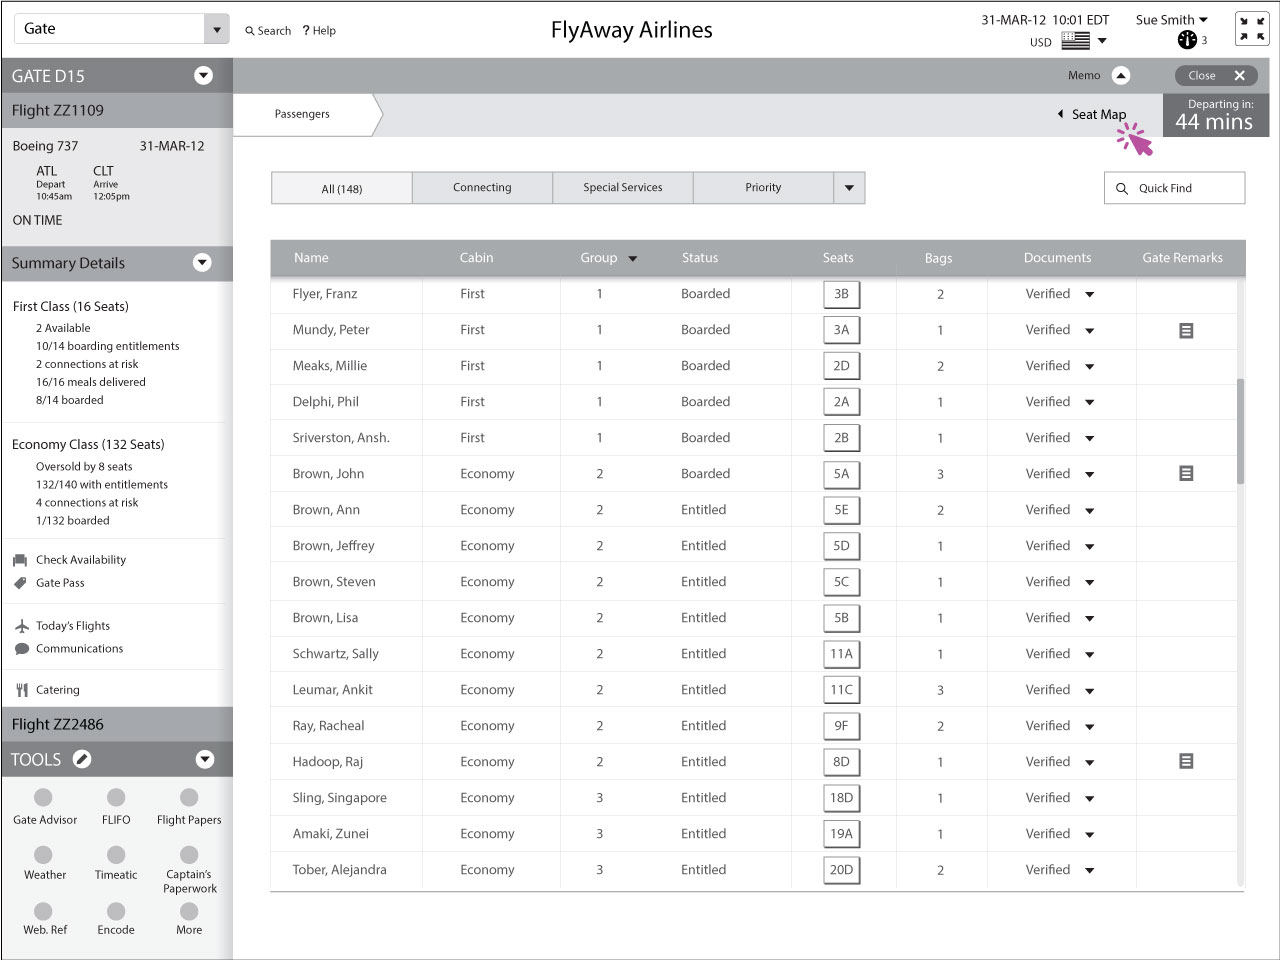 Gate
Search ? Help
FlyAway Airlines
31-MAR-12 10:01 EDT
USD
Sue Smith
3
GATE D15
Memo
Close X
Flight ZZ1109
Passengers
Seat Map
Departing in:
44 mins
Boeing 737 31-MAR-12
ATL CLT
Depart Arrive
10:45am 12:05pm
ON TIME
Summary Details
First Class (16 Seats)
2 Available
10/14 boarding entitlements
2 connections at risk
16/16 meals delivered
8/14 boarded
Economy Class (132 Seats)
Oversold by 8 seats
132/140 with entitlements
4 connections at risk
1/132 boarded
Check Availability
Gate Pass
Today's Flights
Communications
Catering
Flight ZZ2486
TOOLS
Gate Advisor FLIFO Flight Papers
Weather Timeatic Captain's
Paperwork
Web. Ref Encode More
All (148) Connecting Special Services Priority
Quick Find
Name Cabin Group Status Seats Bags Documents Gate Remarks
Flyer, Franz First 1 Boarded 3B 2 Verified
Mundy, Peter First 1 Boarded 3A 1 Verified
Meaks, Millie First 1 Boarded 2D 2 Verified
Delphi, Phil First 1 Boarded 2A 1 Verified
Sriverston, Ansh. First 1 Boarded 2B 1 Verified
Brown, John Economy 2 Boarded 5A 3 Verified
Brown, Ann Economy 2 Entitled 5E 2 Verified
Brown, Jeffrey Economy 2 Entitled 5D 1 Verified
Brown, Steven Economy 2 Entitled 5C 1 Verified
Brown, Lisa Economy 2 Entitled 5B 1 Verified
Schwartz, Sally Economy 2 Entitled 11A 1 Verified
Leumar, Ankit Economy 2 Entitled 11C 3 Verified
Ray, Racheal Economy 2 Entitled 9F 2 Verified
Hadoop, Raj Economy 2 Entitled 8D 1 Verified
Sling, Singapore Economy 3 Entitled 18D 1 Verified
Amaki, Zunei Economy 3 Entitled 19A 1 Verified
Tober, Alejandra Economy 3 Entitled 20D 2 Verified